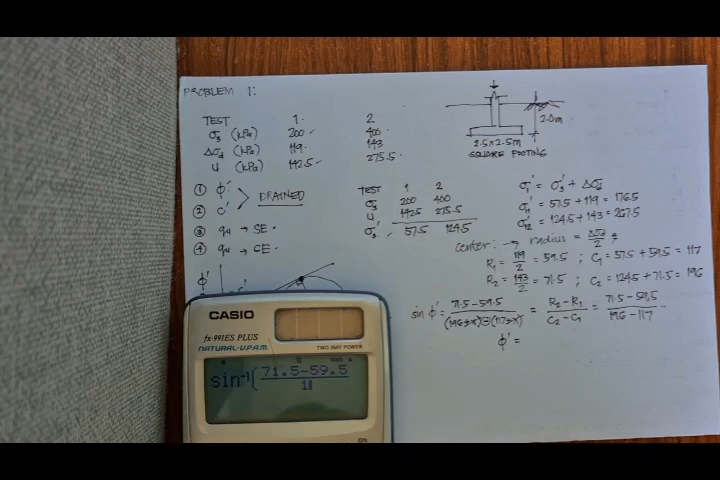 PROBLEM 1:
TEST 1 2
σ3 (kPa) 200 400
Δσd (kPa) 119 143
u (kPa) 142.5 275.5
2.0m
2.5 x 2.5m
SQUARE FOOTING
① φ'
② c'
DRAINED
③ qu → SE
④ qu → CE
TEST 1 2
σ3 200 400
u 142.5 275.5
σ3' 57.5 124.5
σ1' = σ3' + Δσd
σ11' = 57.5 + 119 = 176.5
σ12' = 124.5 + 143 = 267.5
center: → radius = Δσd/2
R1 = 119/2 = 59.5 ; C1 = 57.5 + 59.5 = 117
R2 = 143/2 = 71.5 ; C2 = 124.5 + 71.5 = 196
sin φ' = 71.5-59.5/(196+x)-(117+x) = R2-R1/C2-C1 = 71.5-59.5/196-117
φ' =
φ'
c'
CASIO
fx-991ES PLUS
NATURAL-V.P.A.M.
TWO WAY POWER
sin⁻¹(71.5-59.5/1
ON